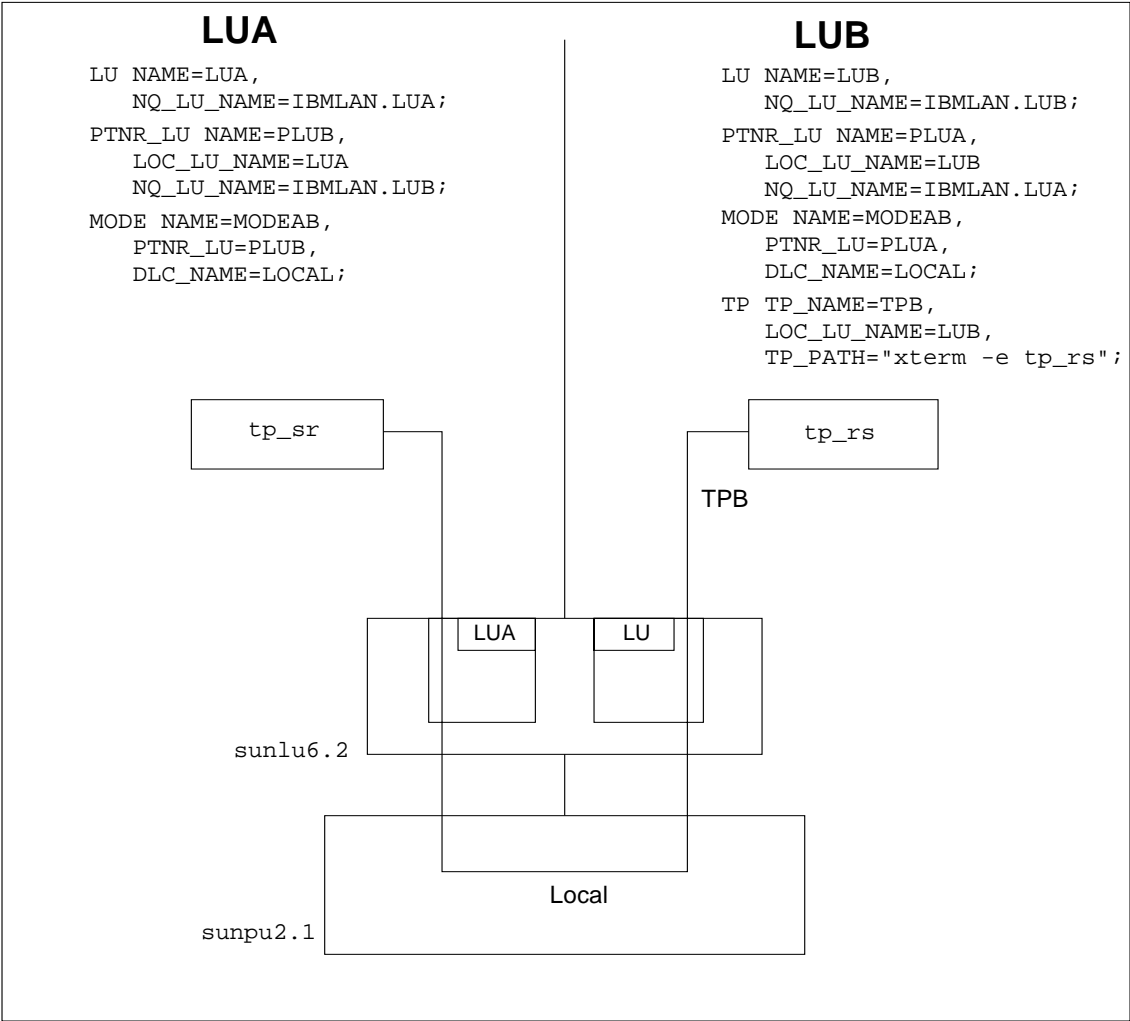 LUA
LU NAME=LUA,
NQ_LU_NAME=IBMLAN.LUA;
PTNR_LU NAME=PLUB,
LOC_LU_NAME=LUA
NQ_LU_NAME=IBMLAN.LUB;
MODE NAME=MODEAB,
PTNR_LU=PLUB,
DLC_NAME=LOCAL;
LUB
LU NAME=LUB,
NQ_LU_NAME=IBMLAN.LUB;
PTNR_LU NAME=PLUA,
LOC_LU_NAME=LUB
NQ_LU_NAME=IBMLAN.LUA;
MODE NAME=MODEAB,
PTNR_LU=PLUA,
DLC_NAME=LOCAL;
TP TP_NAME=TPB,
LOC_LU_NAME=LUB,
TP_PATH="xterm -e tp_rs";
tp_sr
tp_rs
TPB
LUA
LU
sunlu6.2
Local
sunpu2.1